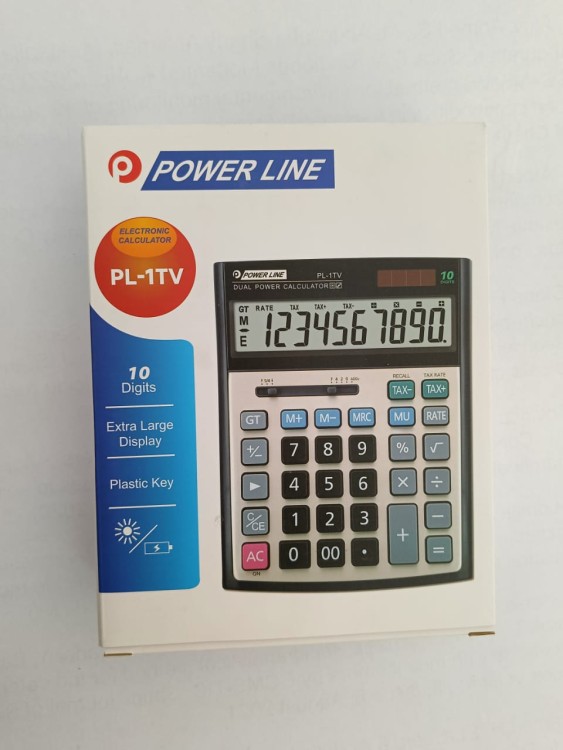 POWER LINE
ELECTRONIC
CALCULATOR
PL-1TV
10
Digits
Extra Large
Display
Plastic Key
POWER LINE PL-1TV
DUAL POWER CALCULATOR
10
DIGITS
GT RATE TAX TAX+ TAX-
M
E
1234567890.
RECALL TAX RATE
TAX- TAX+
GT M+ M- MRC MU RATE
+/- 7 8 9 % √
▶ 4 5 6 × ÷
C/CE 1 2 3 + −
AC 0 00 . =
ON